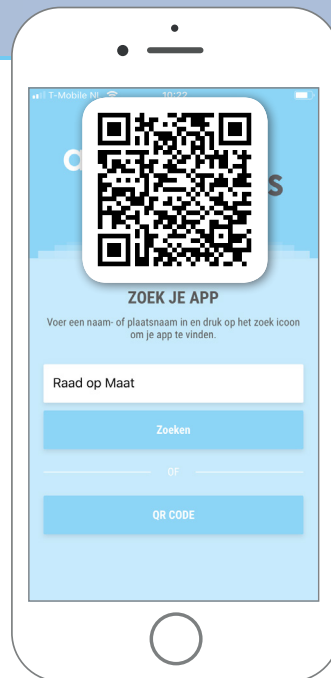 T-Mobile NL 10:22
ZOEK JE APP
Voer een naam- of plaatsnaam in en druk op het zoek icoon
om je app te vinden.
Raad op Maat
Zoeken
OF
QR CODE